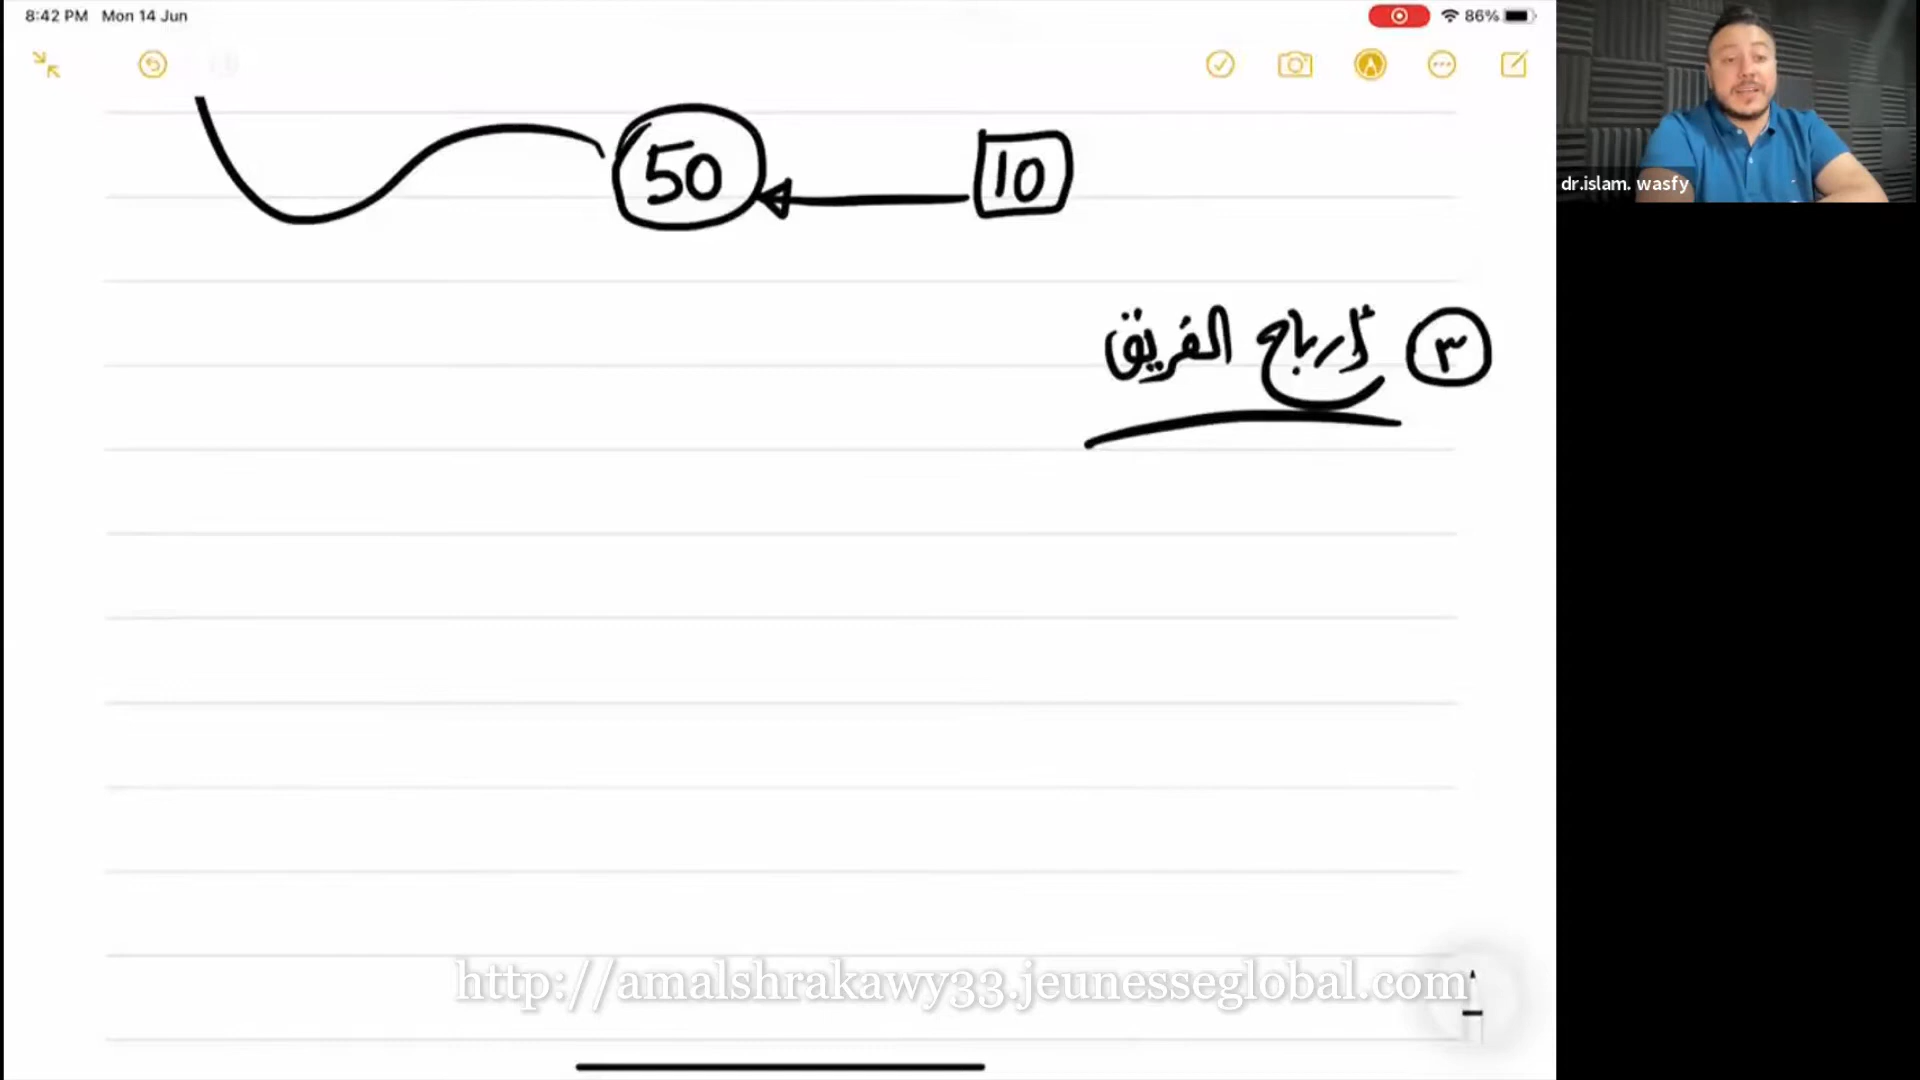 8:42 PM Mon 14 Jun
86%
50
10
dr.islam. wasfy
٣ أرباح الفريق
http://amalshrakawy33.jeunesseglobal.com